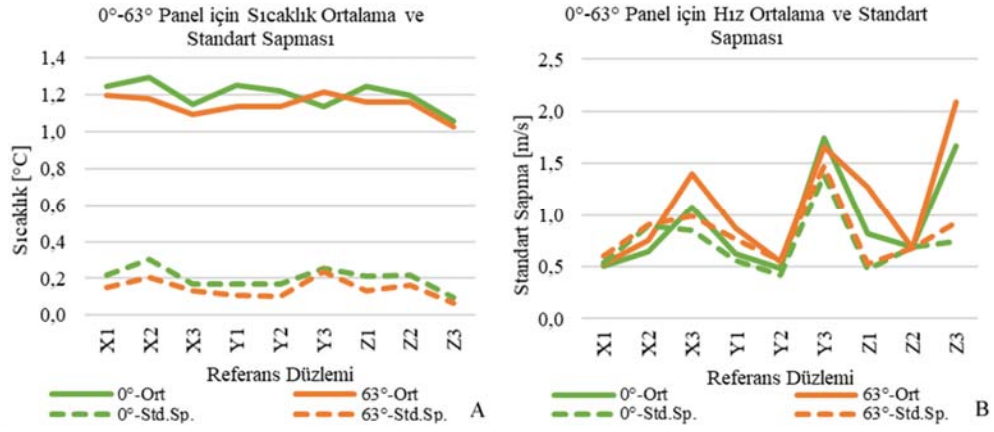 0°-63° Panel için Sıcaklık Ortalama ve
Standart Sapması
1,4
1,2
1,0
0,8
0,6
0,4
0,2
0,0
Sıcaklık [°C]
X1
X2
X3
Y1
Y2
Y3
Z1
Z2
Z3
Referans Düzlemi
0°-Ort
63°-Ort
0°-Std.Sp.
63°-Std.Sp.
A
0°-63° Panel için Hız Ortalama ve Standart
Sapması
2,5
2,0
1,5
1,0
0,5
0,0
Standart Sapma [m/s]
X1
X2
X3
Y1
Y2
Y3
Z1
Z2
Z3
Referans Düzlemi
0°-Ort
63°-Ort
0°-Std.Sp.
63°-Std.Sp.
B